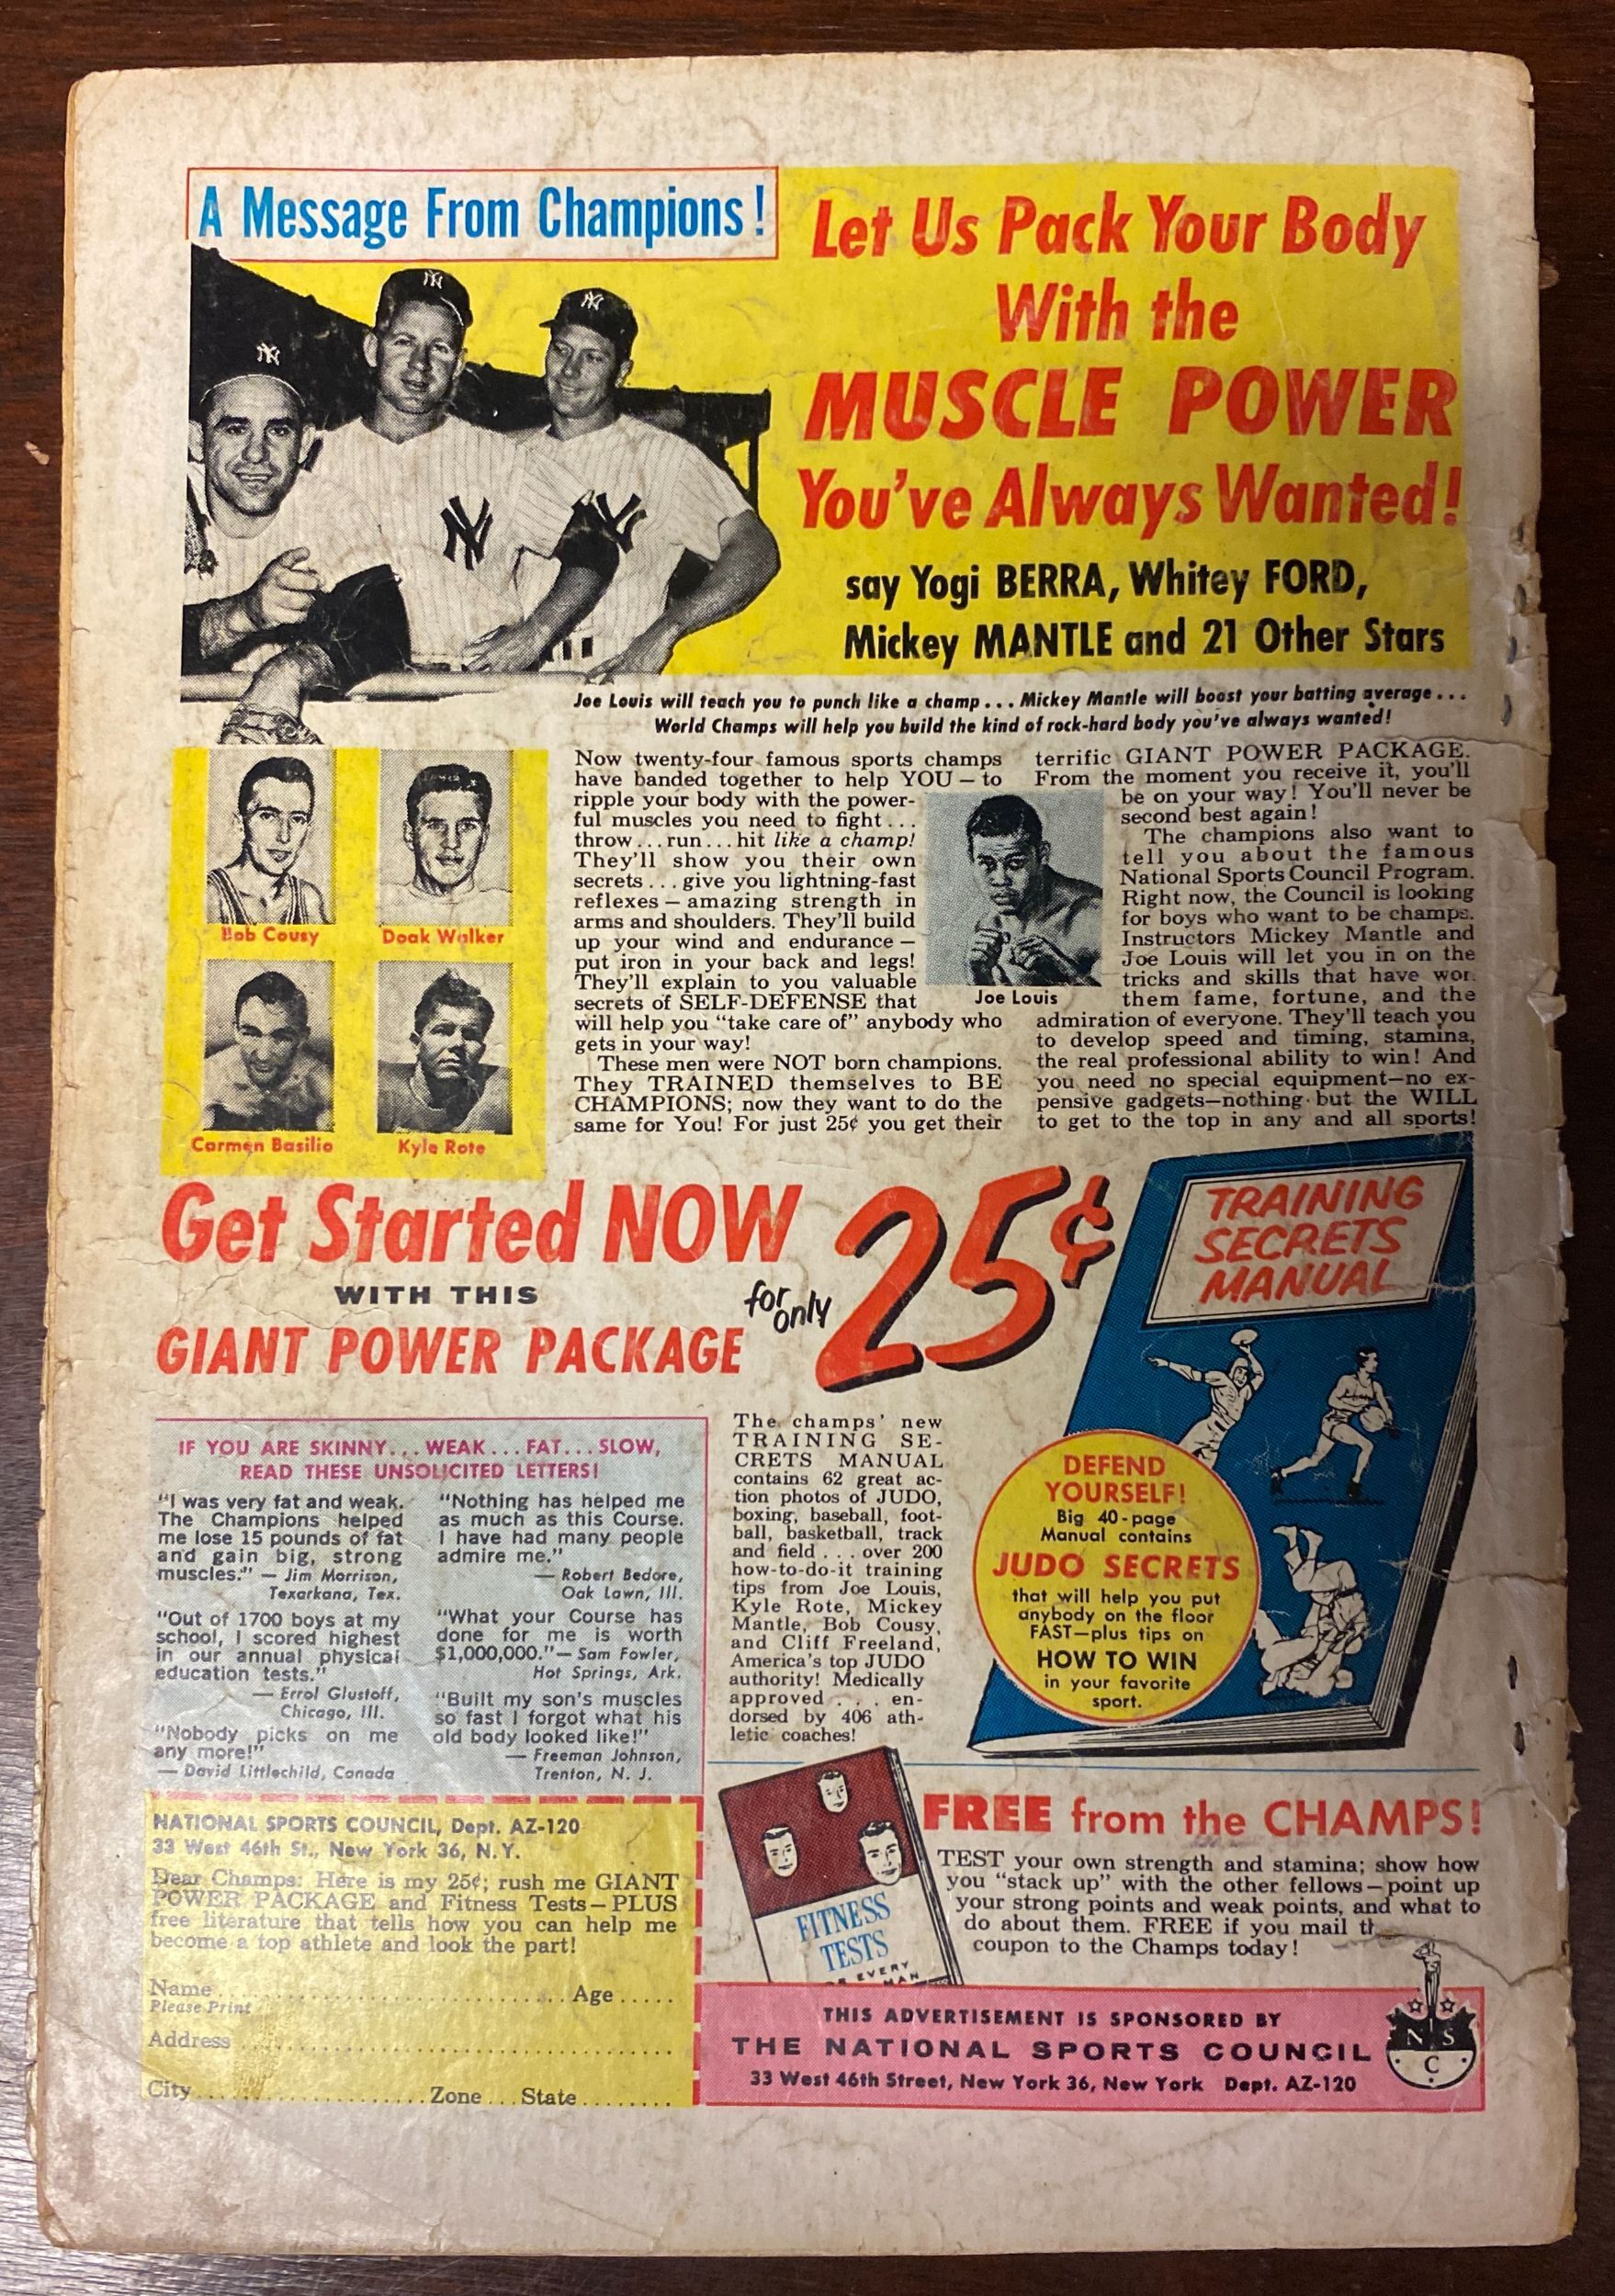 A Message From Champions!
Let Us Pack Your Body
With the
MUSCLE POWER
You've Always Wanted!
say Yogi BERRA, Whitey FORD,
Mickey MANTLE and 21 Other Stars
Joe Louis will teach you to punch like a champ... Mickey Mantle will boost your batting average...
World Champs will help you build the kind of rock-hard body you've always wanted!
Bob Cousy
Doak Walker
Carmen Basilio
Kyle Rote
Now twenty-four famous sports champs
have banded together to help YOU — to
ripple your body with the power-
ful muscles you need to fight...
throw...run...hit like a champ!
They'll show you their own
secrets... give you lightning-fast
reflexes — amazing strength in
arms and shoulders. They'll build
up your wind and endurance —
put iron in your back and legs!
They'll explain to you valuable
secrets of SELF-DEFENSE that
will help you "take care of" anybody who
gets in your way!
These men were NOT born champions.
They TRAINED themselves to BE
CHAMPIONS; now they want to do the
same for You! For just 25¢ you get their
Joe Louis
terrific GIANT POWER PACKAGE.
From the moment you receive it, you'll
be on your way! You'll never be
second best again!
The champions also want to
tell you about the famous
National Sports Council Program.
Right now, the Council is looking
for boys who want to be champs.
Instructors Mickey Mantle and
Joe Louis will let you in on the
tricks and skills that have won
them fame, fortune, and the
admiration of everyone. They'll teach you
to develop speed and timing, stamina,
the real professional ability to win! And
you need no special equipment—no ex-
pensive gadgets—nothing but the WILL
to get to the top in any and all sports!
Get Started NOW
WITH THIS
GIANT POWER PACKAGE
for only
25¢
TRAINING
SECRETS
MANUAL
DEFEND
YOURSELF!
Big 40-page
Manual contains
JUDO SECRETS
that will help you put
anybody on the floor
FAST—plus tips on
HOW TO WIN
in your favorite
sport.
IF YOU ARE SKINNY...WEAK...FAT...SLOW,
READ THESE UNSOLICITED LETTERS!
"I was very fat and weak.
The Champions helped
me lose 15 pounds of fat
and gain big, strong
muscles." — Jim Morrison,
Texarkana, Tex.
"Out of 1700 boys at my
school, I scored highest
in our annual physical
education tests."
— Errol Glustoff,
Chicago, Ill.
"Nobody picks on me
any more!"
— David Littlechild, Canada
"Nothing has helped me
as much as this Course.
I have had many people
admire me."
— Robert Bedore,
Oak Lawn, Ill.
"What your Course has
done for me is worth
$1,000,000."— Sam Fowler,
Hot Springs, Ark.
"Built my son's muscles
so fast I forgot what his
old body looked like!"
— Freeman Johnson,
Trenton, N. J.
The champs' new
TRAINING SE-
CRETS MANUAL
contains 62 great ac-
tion photos of JUDO,
boxing, baseball, foot-
ball, basketball, track
and field . . . over 200
how-to-do-it training
tips from Joe Louis,
Kyle Rote, Mickey
Mantle, Bob Cousy,
and Cliff Freeland,
America's top JUDO
authority! Medically
approved . . . en-
dorsed by 406 ath-
letic coaches!
NATIONAL SPORTS COUNCIL, Dept. AZ-120
33 West 46th St., New York 36, N.Y.
Dear Champs: Here is my 25¢; rush me GIANT
POWER PACKAGE and Fitness Tests — PLUS
free literature that tells how you can help me
become a top athlete and look the part!
Name........................Age.....
Please Print
Address........................
City....................Zone...State........
FITNESS
TESTS
EVERY
MAN
FREE from the CHAMPS!
TEST your own strength and stamina; show how
you "stack up" with the other fellows — point up
your strong points and weak points, and what to
do about them. FREE if you mail
coupon to the Champs today!
THIS ADVERTISEMENT IS SPONSORED BY
THE NATIONAL SPORTS COUNCIL
33 West 46th Street, New York 36, New York Dept. AZ-120
N S
C